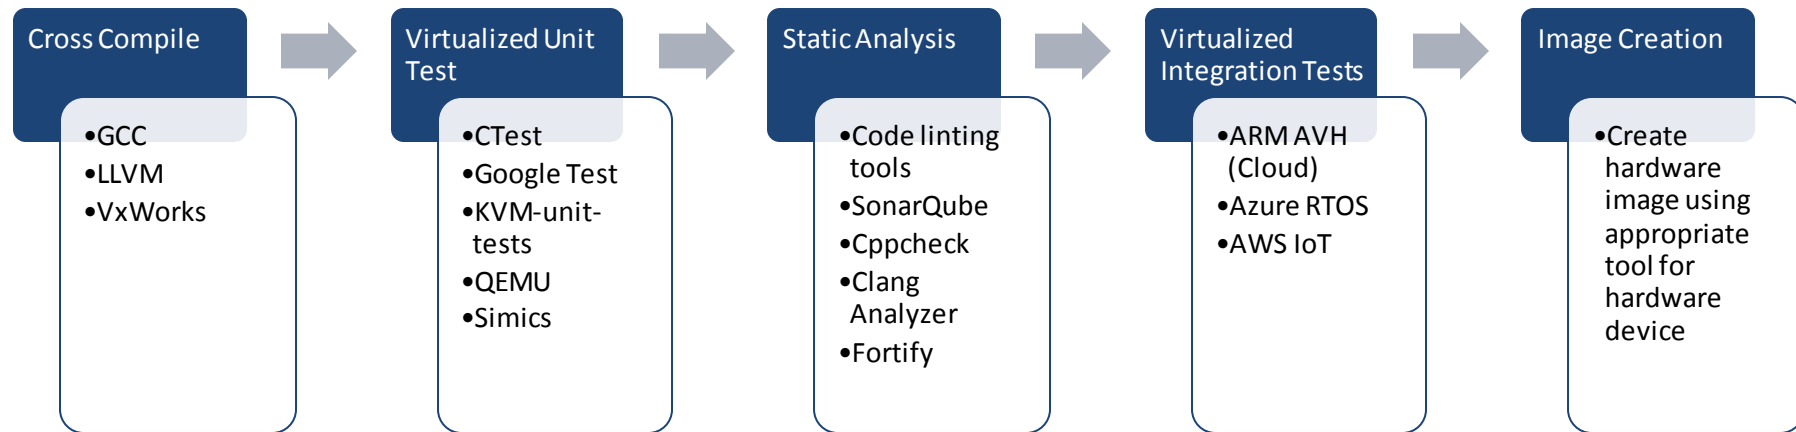 Cross Compile
•GCC
•LLVM
•VxWorks
Virtualized Unit
Test
•CTest
•Google Test
•KVM-unit-
tests
•QEMU
•Simics
Static Analysis
•Code linting
tools
•SonarQube
•Cppcheck
•Clang
Analyzer
•Fortify
Virtualized
Integration Tests
•ARM AVH
(Cloud)
•Azure RTOS
•AWS IoT
Image Creation
•Create
hardware
image using
appropriate
tool for
hardware
device